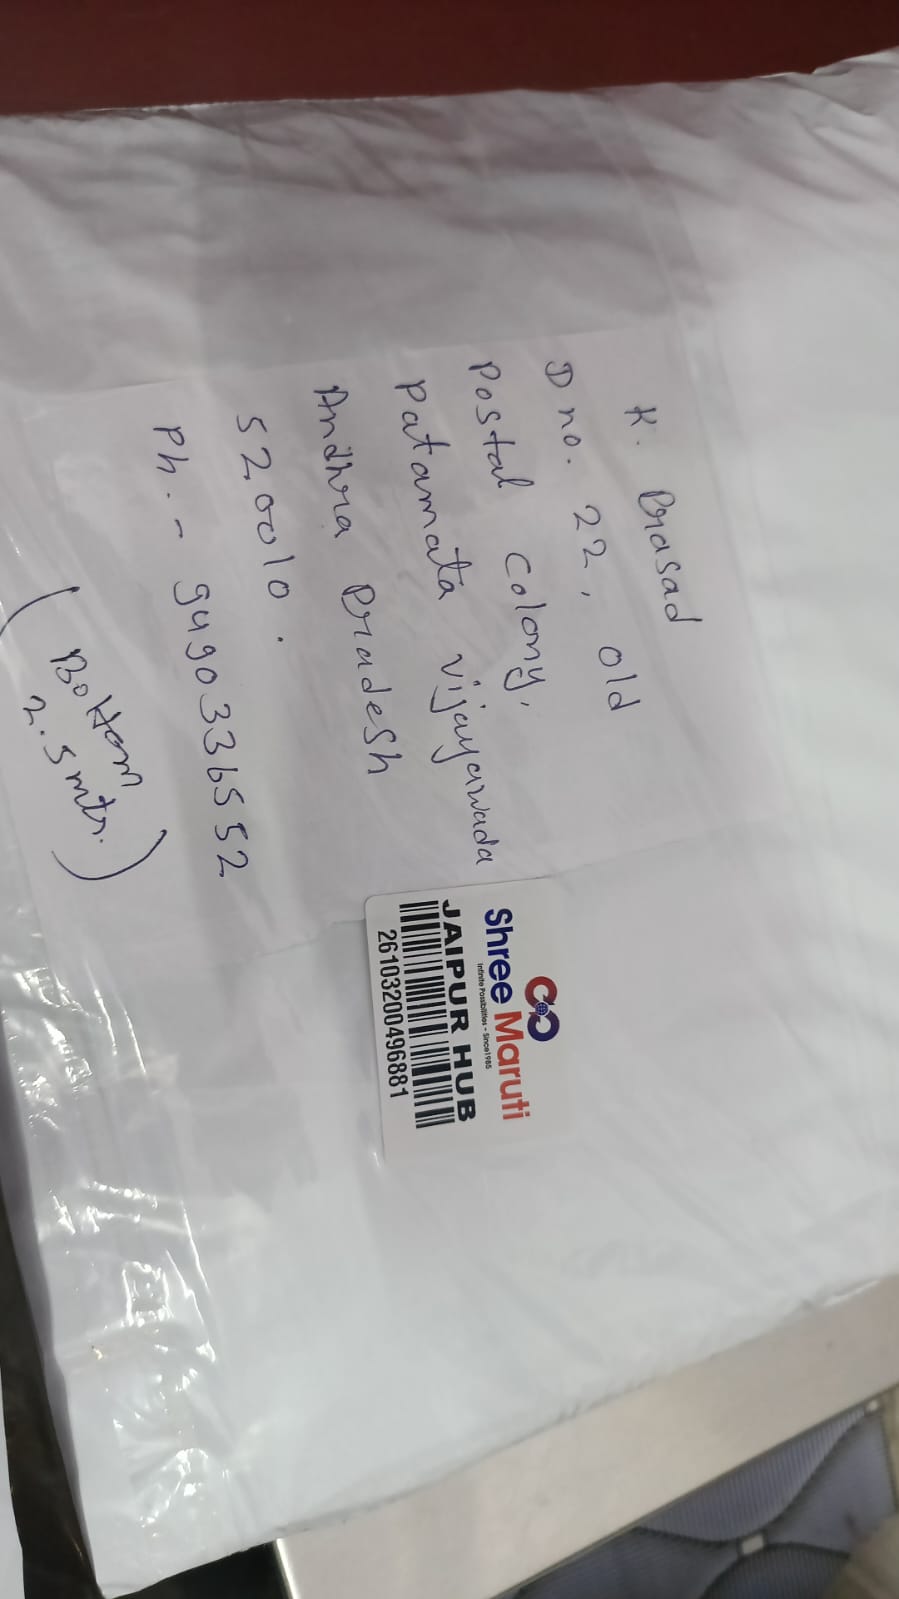 K. Prasad
D no. 22, old
Postal colony,
Patamata vijayawada
Andhra Pradesh
520010.
Ph. - 9490336552
(Bottom
2.5 mtr.)
Shree Maruti
Infinite Possibilities - Since 1985
JAIPUR HUB
26103200496881